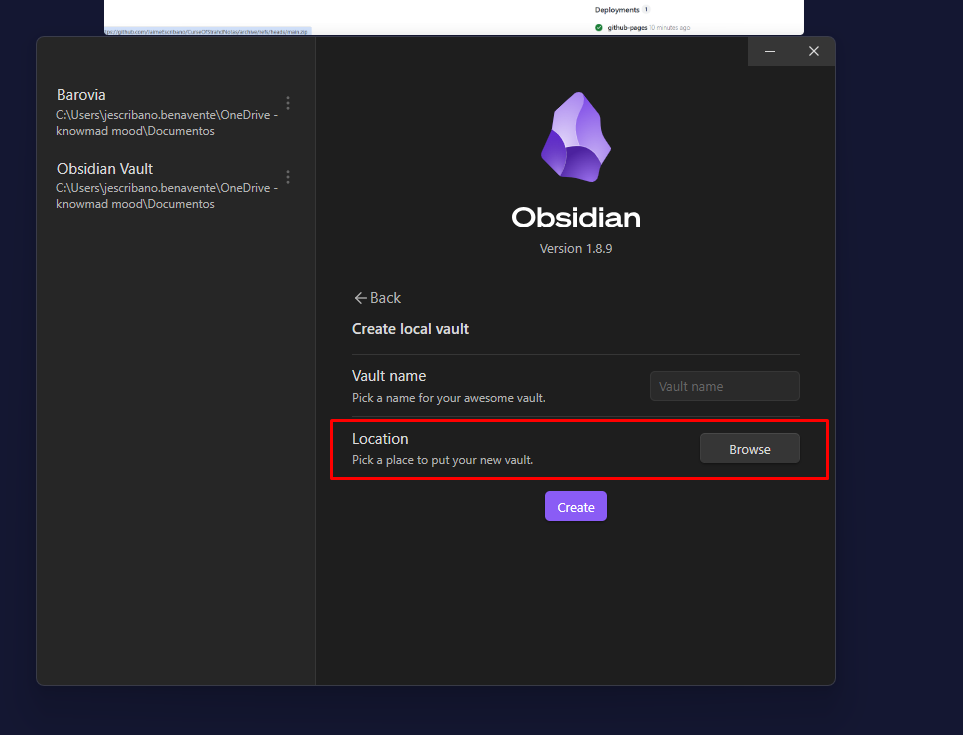 Deployments 1
github-pages 10 minutes ago
Barovia
C:\Users\jescribano.benavente\OneDrive -
knowmad mood\Documentos
Obsidian Vault
C:\Users\jescribano.benavente\OneDrive -
knowmad mood\Documentos
Obsidian
Version 1.8.9
Back
Create local vault
Vault name
Pick a name for your awesome vault.
Vault name
Location
Pick a place to put your new vault.
Browse
Create